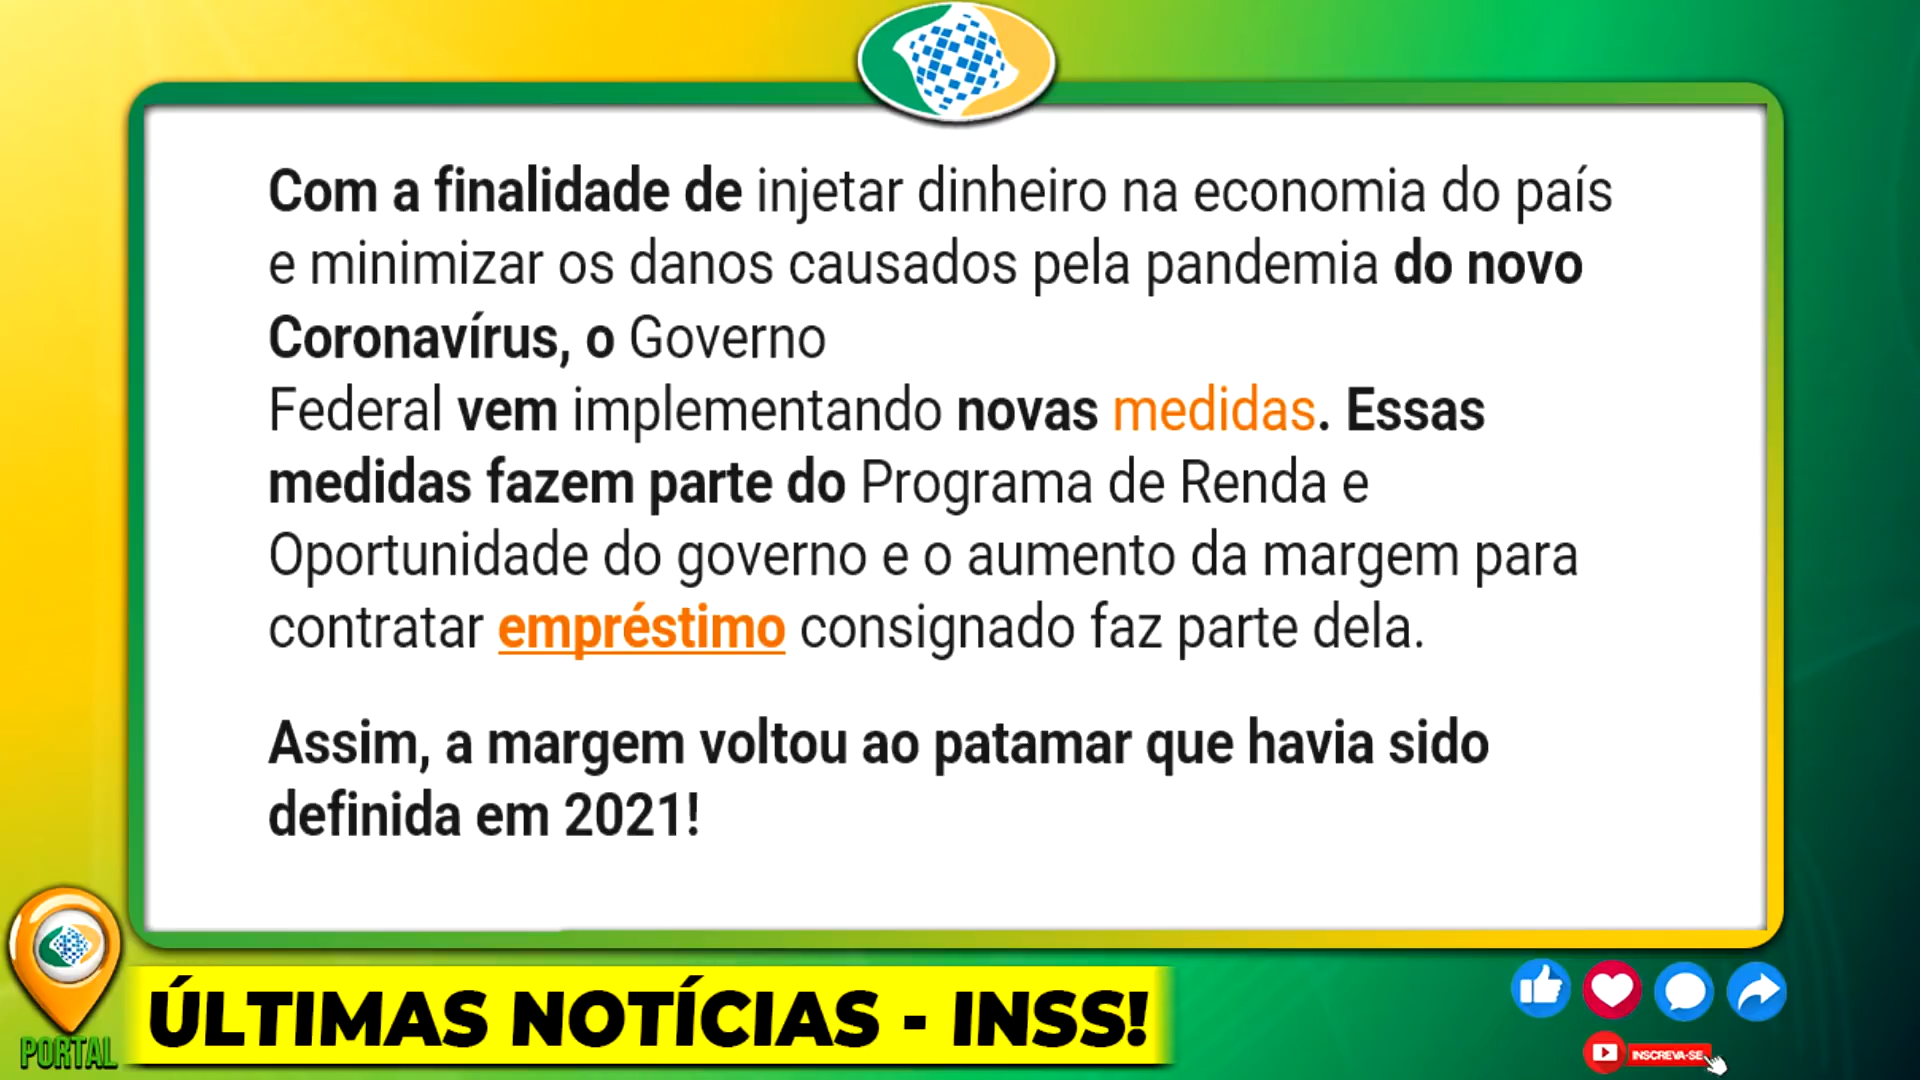 Com a finalidade de injetar dinheiro na economia do país
e minimizar os danos causados pela pandemia do novo
Coronavírus, o Governo
Federal vem implementando novas medidas. Essas
medidas fazem parte do Programa de Renda e
Oportunidade do governo e o aumento da margem para
contratar empréstimo consignado faz parte dela.
Assim, a margem voltou ao patamar que havia sido
definida em 2021!
ÚLTIMAS NOTÍCIAS - INSS!
PORTAL
INSCREVA-SE